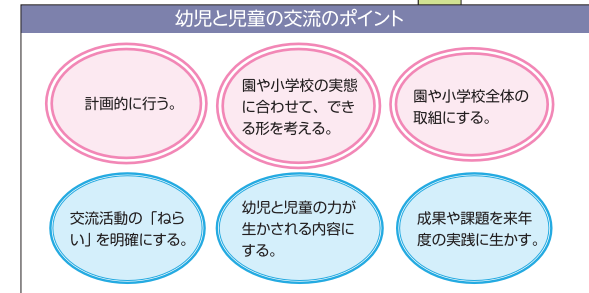 幼児と児童の交流のポイント
計画的に行う。
園や小学校の実態
に合わせて、でき
る形を考える。
園や小学校全体の
取組にする。
交流活動の「ねら
い」を明確にする。
幼児と児童の力が
生かされる内容に
する。
成果や課題を来年
度の実践に生かす。